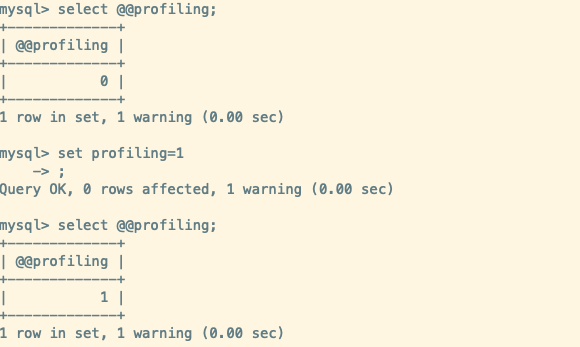 mysql> select @@profiling;
+-------------+
| @@profiling |
+-------------+
|           0 |
+-------------+
1 row in set, 1 warning (0.00 sec)
mysql> set profiling=1
    -> ;
Query OK, 0 rows affected, 1 warning (0.00 sec)
mysql> select @@profiling;
+-------------+
| @@profiling |
+-------------+
|           1 |
+-------------+
1 row in set, 1 warning (0.00 sec)